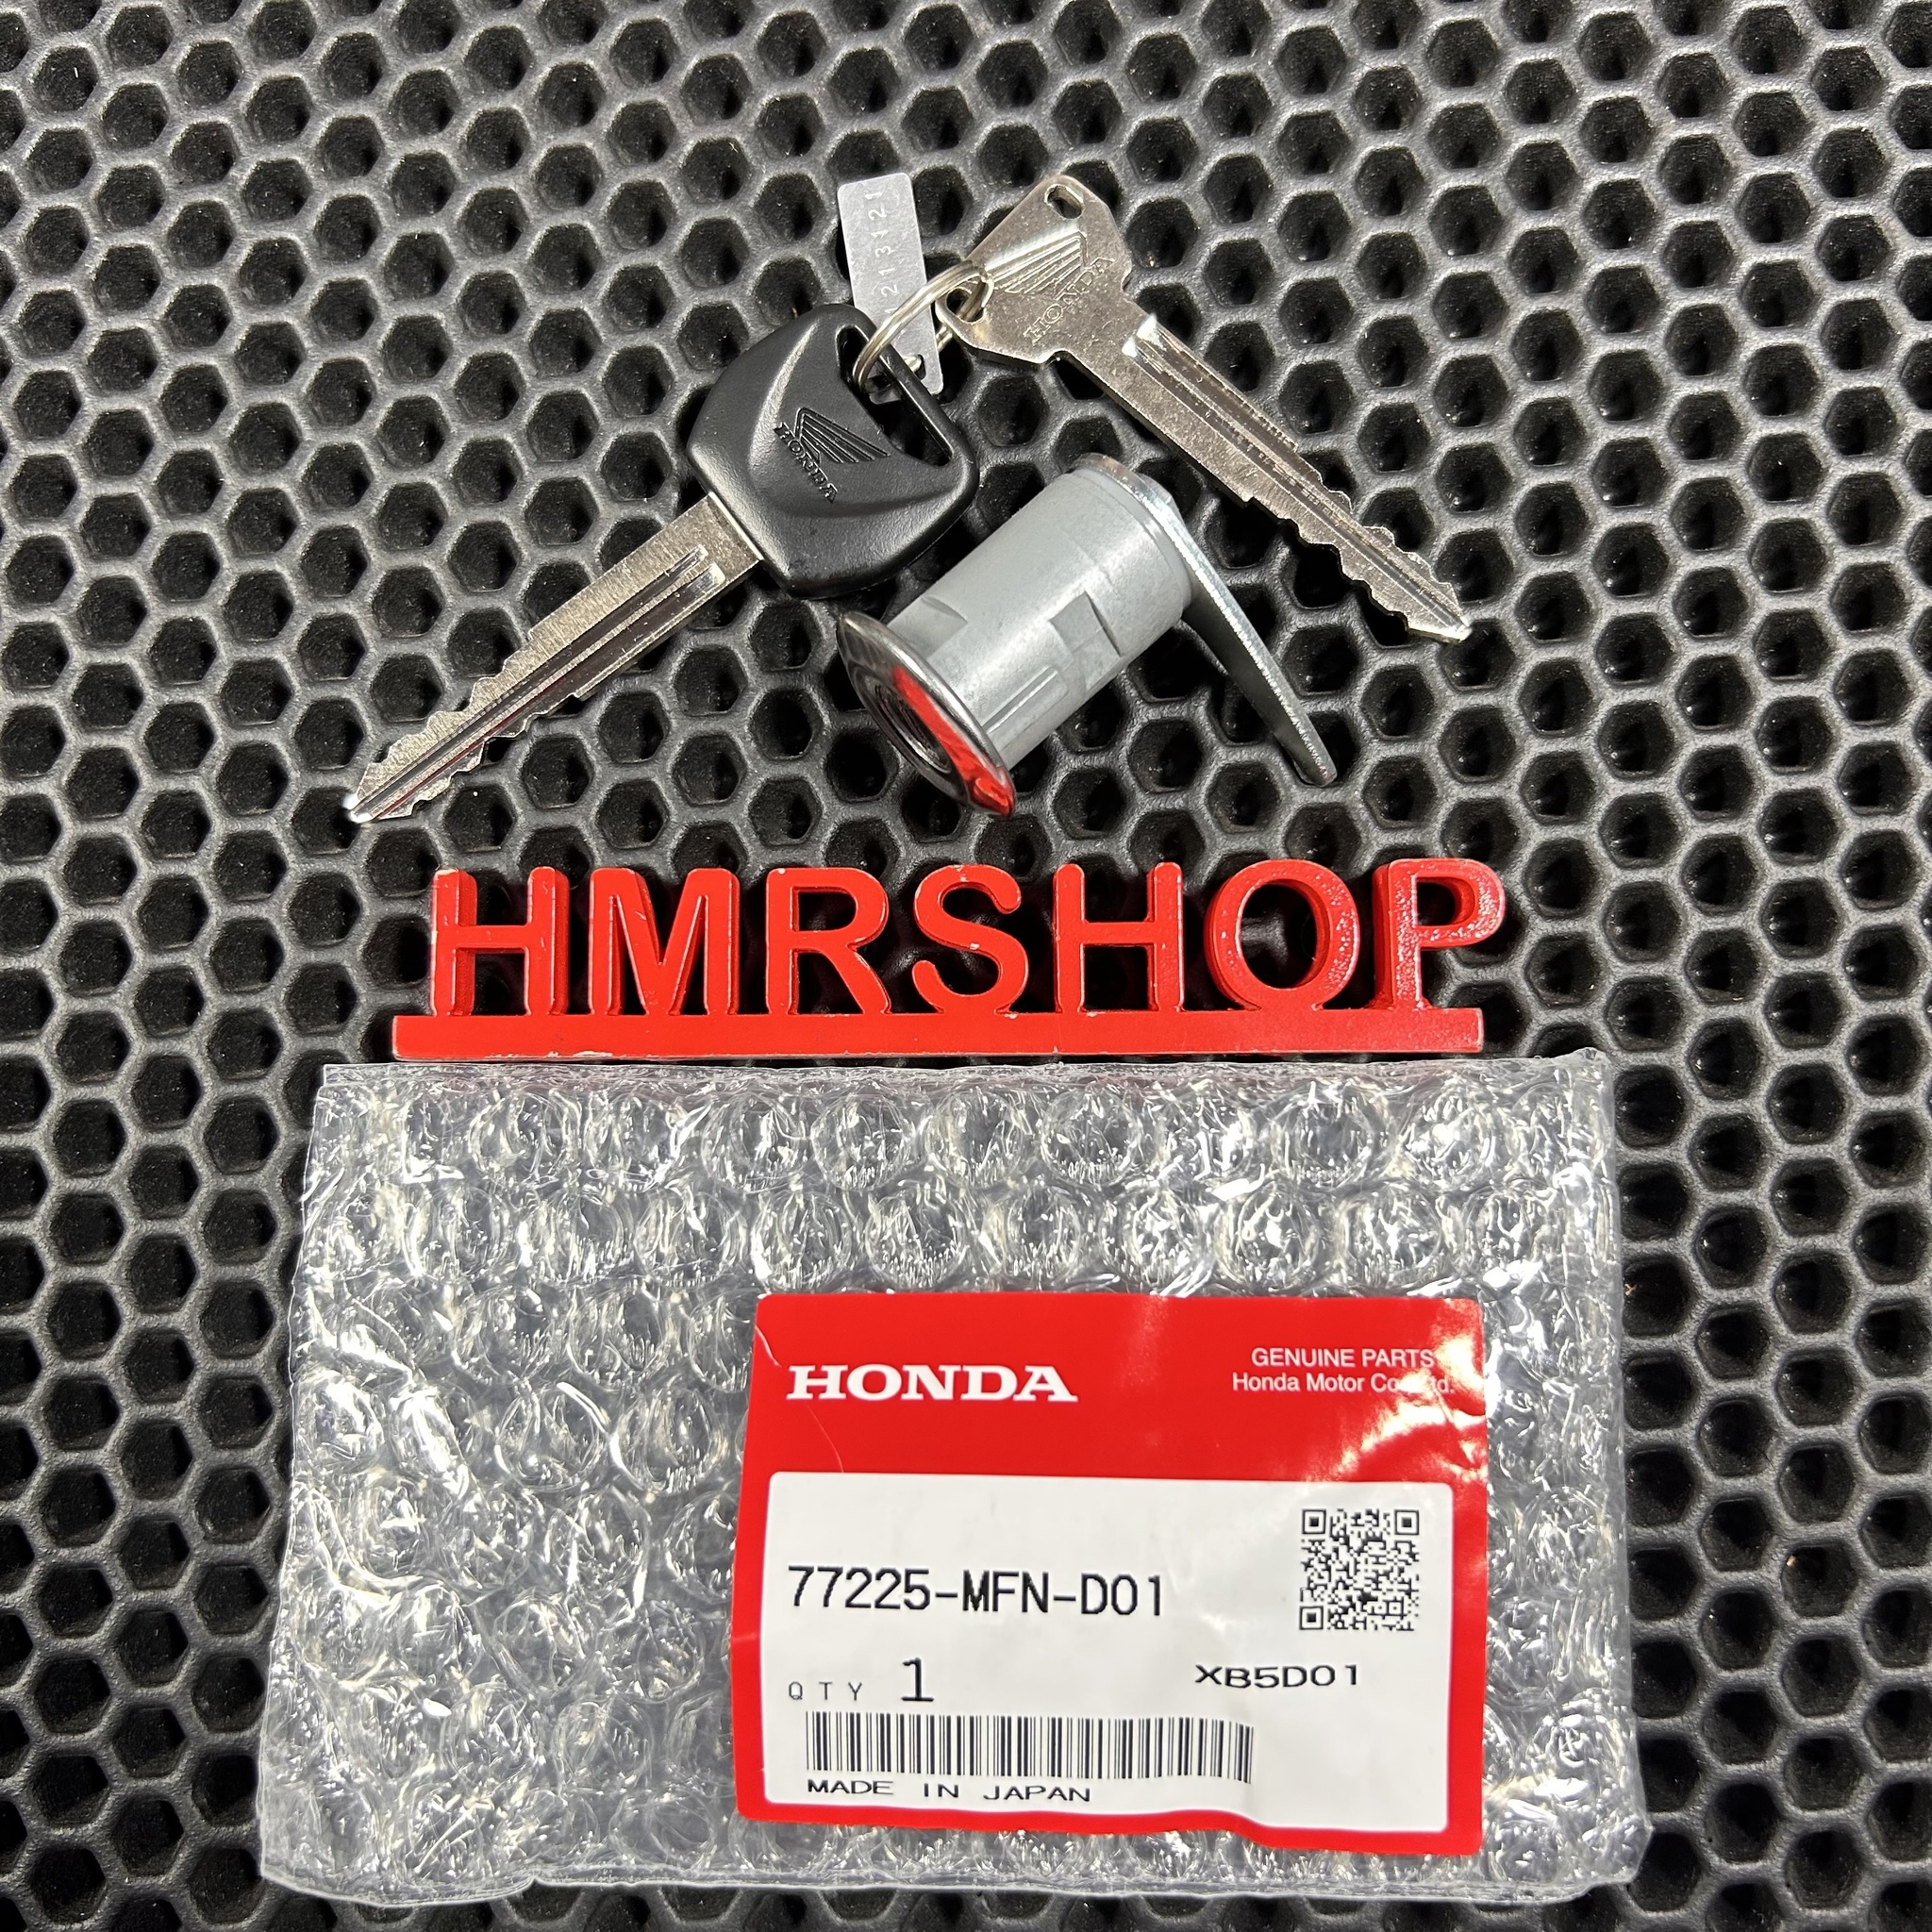 213121
HONDA
HONDA
HMRSHOP
HONDA
GENUINE PARTS
Honda Motor Co., Ltd.
77225-MFN-D01
QTY 1
XB5D01
MADE IN JAPAN